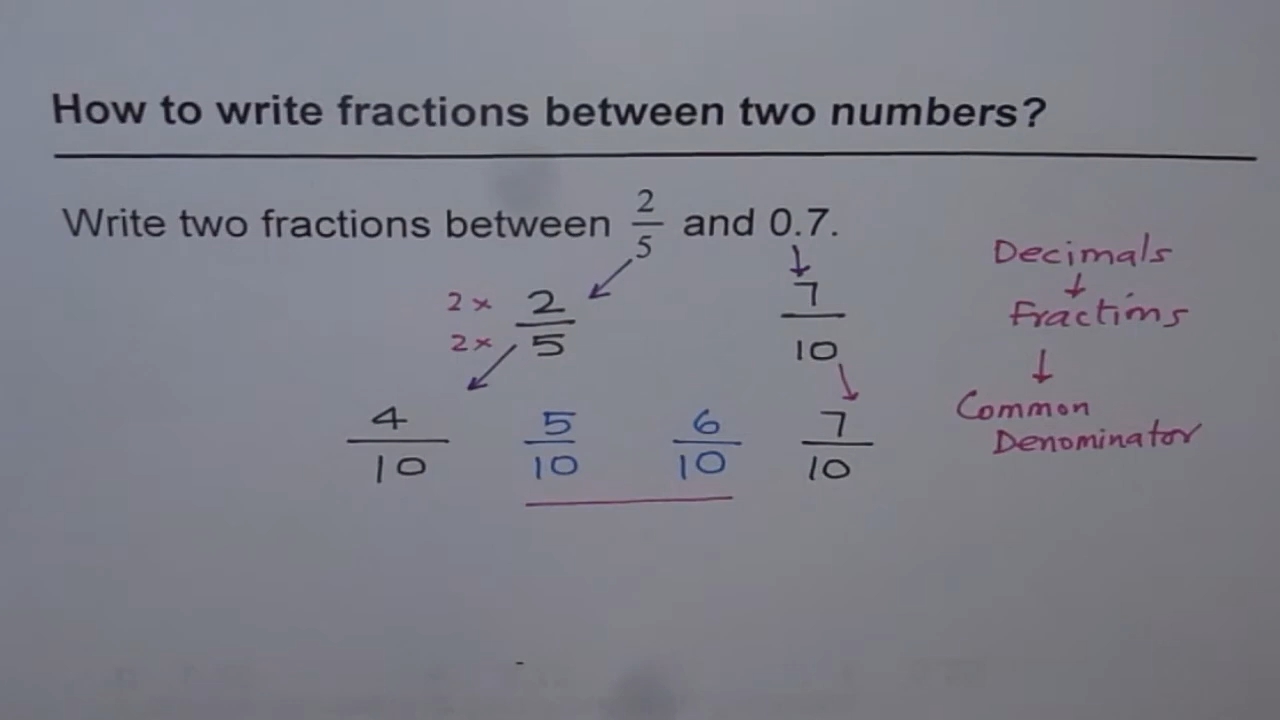 How to write fractions between two numbers?
Write two fractions between 2/5 and 0.7.
2 × 2/5
2 ×
7/10
4/10 5/10 6/10 7/10
Decimals
↓
Fractions
↓
Common
Denominator